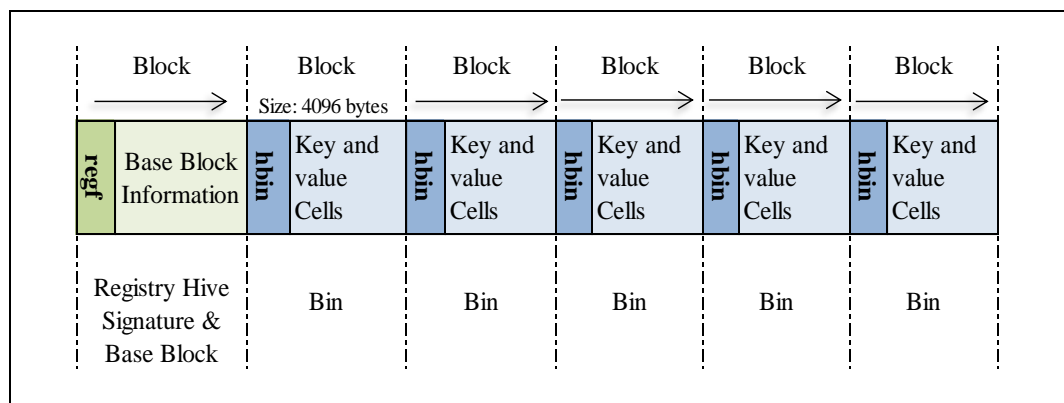 Block
Block
Block
Block
Block
Block
Size: 4096 bytes
regf
Base Block
Information
hbin
Key and
value
Cells
hbin
Key and
value
Cells
hbin
Key and
value
Cells
hbin
Key and
value
Cells
hbin
Key and
value
Cells
Registry Hive
Signature &
Base Block
Bin
Bin
Bin
Bin
Bin